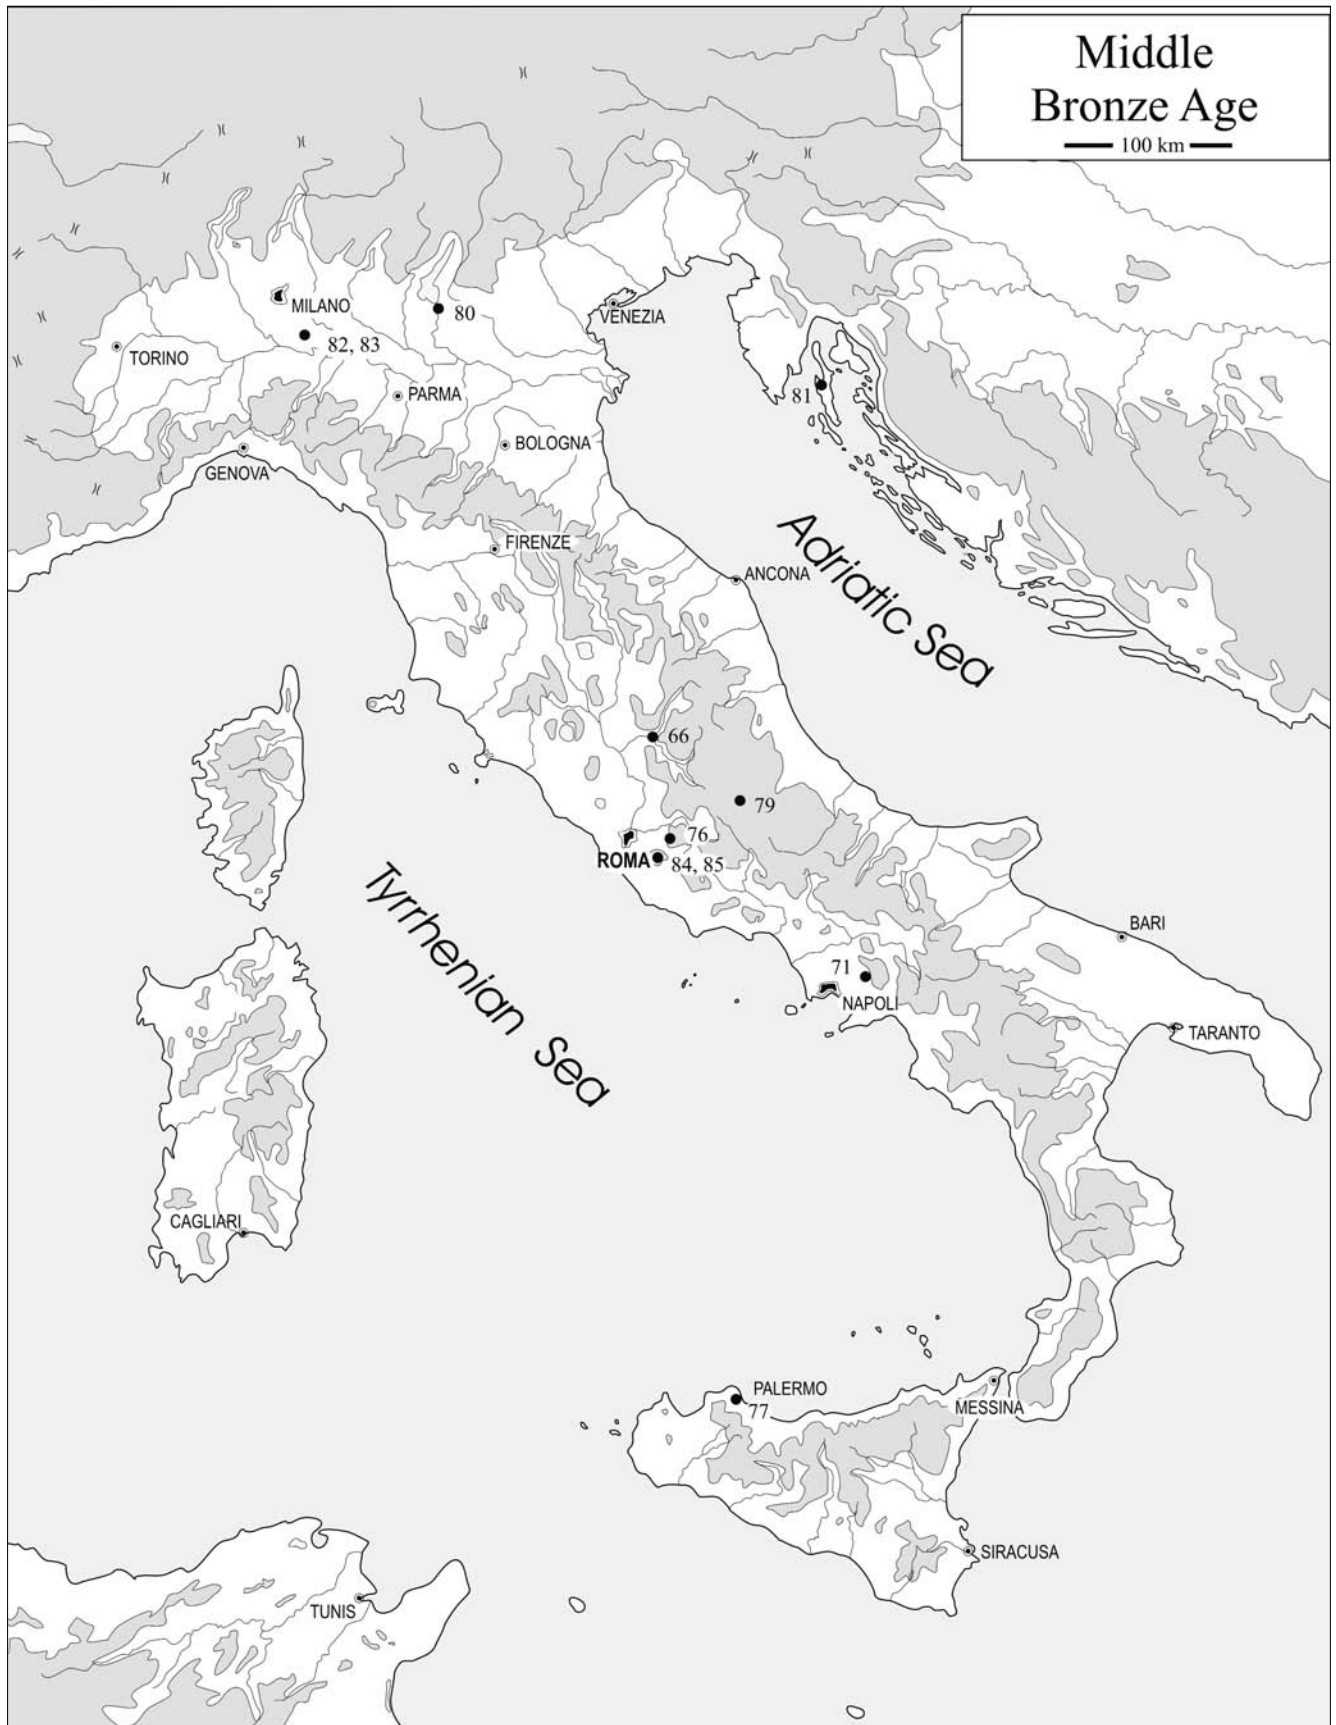 Middle
Bronze Age
100 km
MILANO
80
VENEZIA
82, 83
TORINO
81
PARMA
BOLOGNA
GENOVA
FIRENZE
ANCONA
Adriatic Sea
66
79
76
ROMA
84, 85
Tyrrhenian Sea
BARI
71
NAPOLI
TARANTO
CAGLIARI
PALERMO
77
MESSINA
SIRACUSA
TUNIS